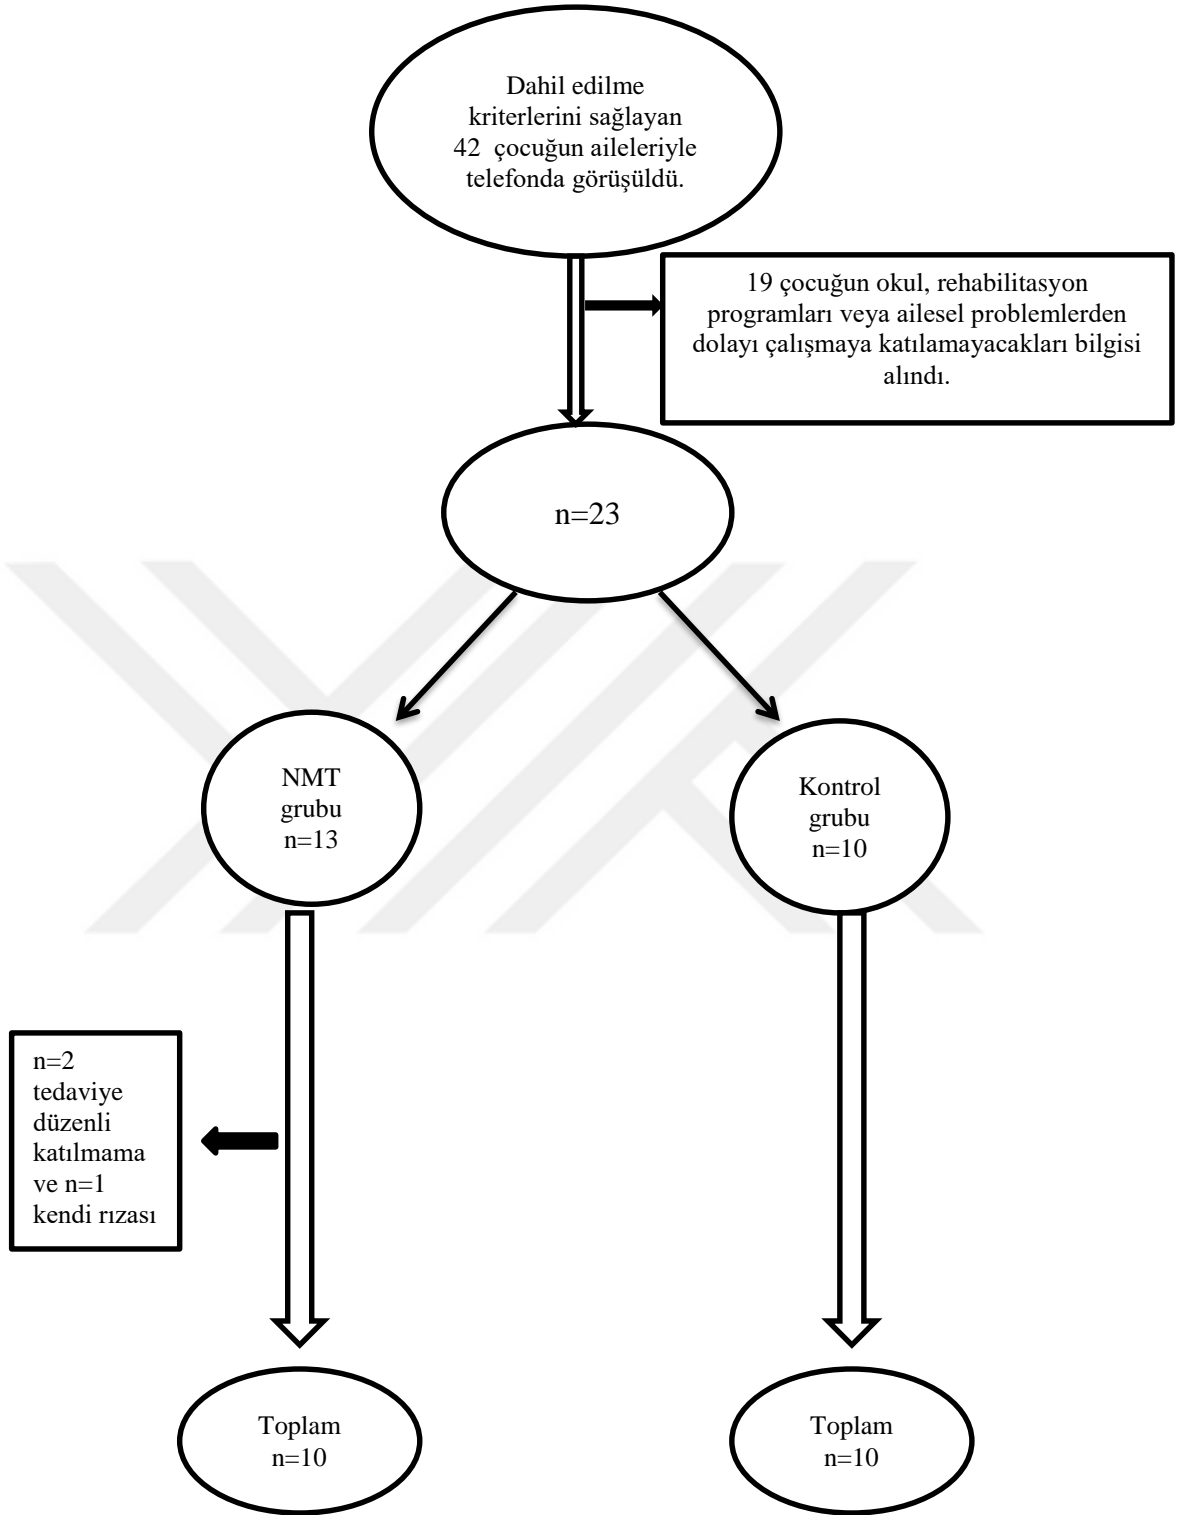 Dahil edilme
kriterlerini sağlayan
42 çocuğun aileleriyle
telefonda görüşüldü.
19 çocuğun okul, rehabilitasyon
programları veya ailesel problemlerden
dolayı çalışmaya katılamayacakları bilgisi
alındı.
n=23
NMT
grubu
n=13
Kontrol
grubu
n=10
n=2
tedaviye
düzenli
katılmama
ve n=1
kendi rızası
Toplam
n=10
Toplam
n=10